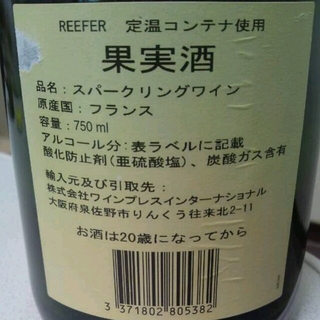 REEFER 定温コンテナ使用
果実酒
品名：スパークリングワイン
原産国：フランス
容量：750 ml
アルコール分：表ラベルに記載
酸化防止剤(亜硫酸塩)、炭酸ガス含有
輸入元及び引取先：
株式会社ワインプレスインターナショナル
大阪府泉佐野市りんくう往来北2-11
お酒は20歳になってから
3 371802 805382